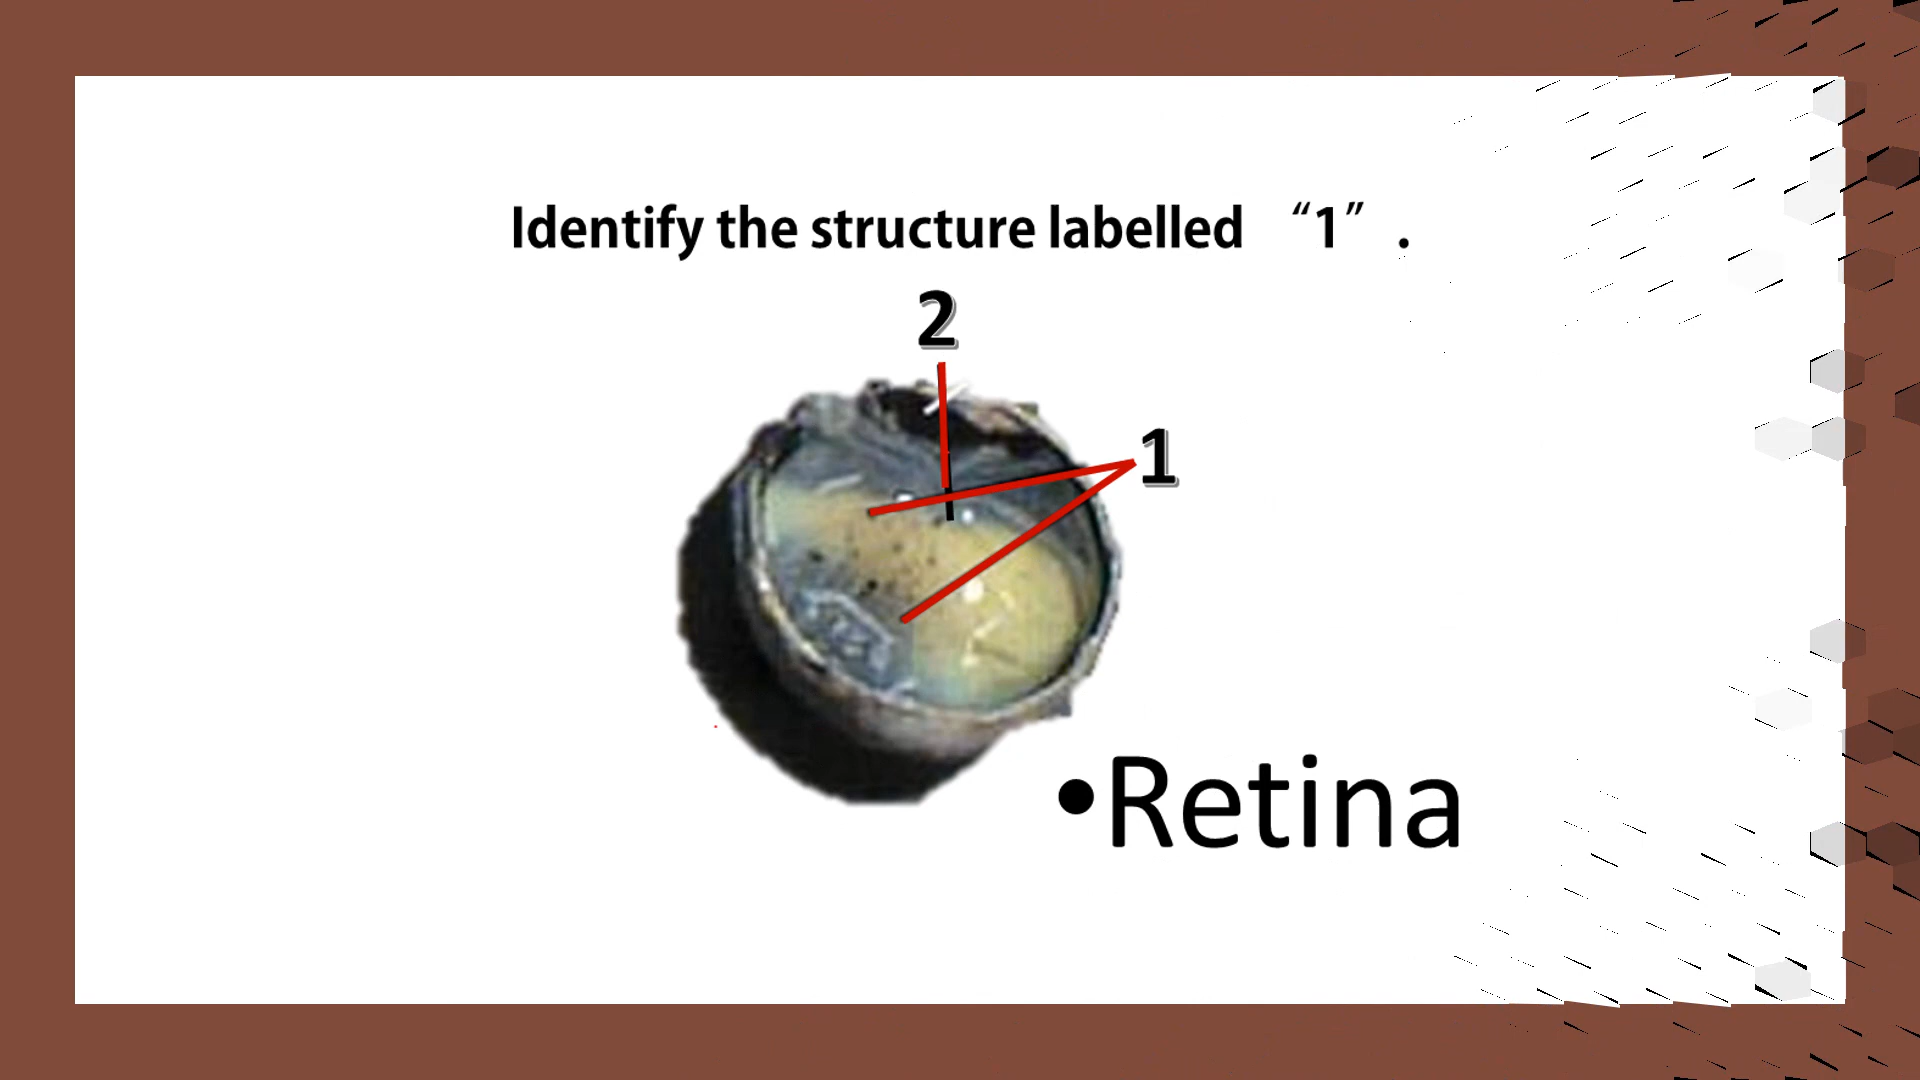 Identify the structure labelled “1” .
2
1
•Retina